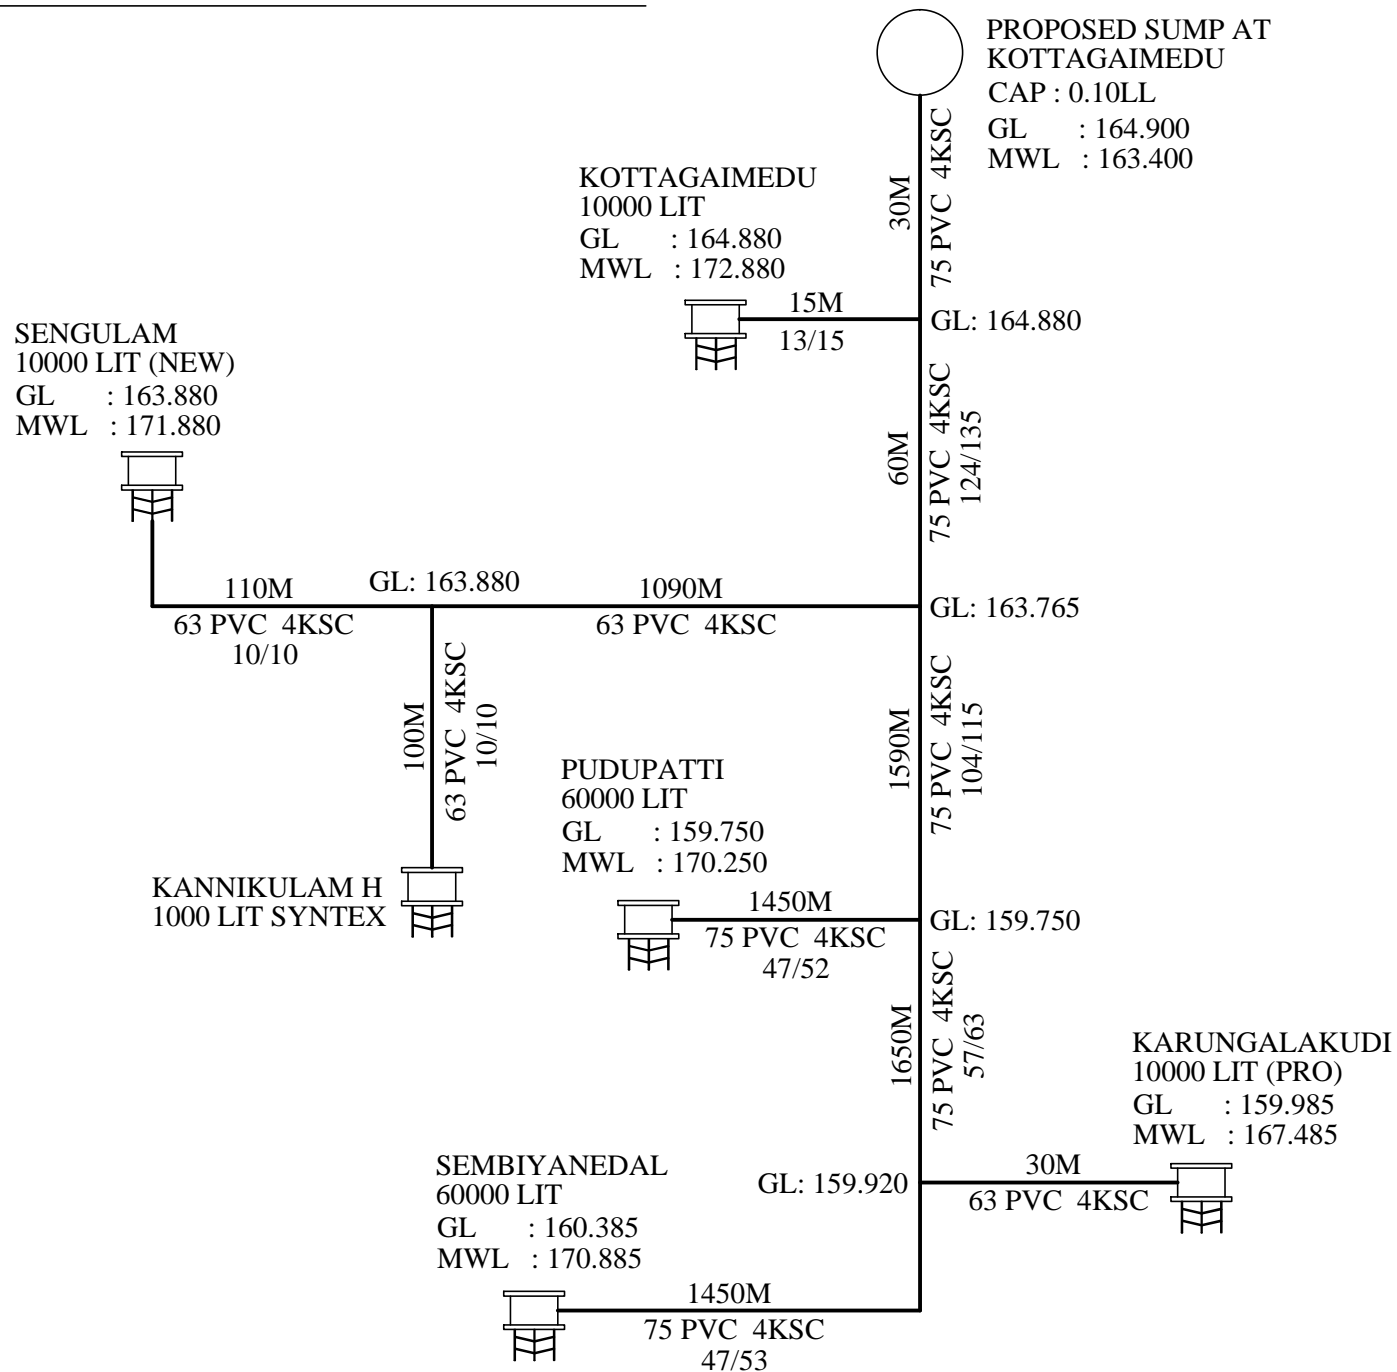 PROPOSED SUMP AT
KOTTAGAIMEDU
CAP : 0.10LL
GL : 164.900
MWL : 163.400
30M
75 PVC 4KSC
KOTTAGAIMEDU
10000 LIT
GL : 164.880
MWL : 172.880
15M
13/15
GL: 164.880
SENGULAM
10000 LIT (NEW)
GL : 163.880
MWL : 171.880
60M
75 PVC 4KSC
124/135
110M
63 PVC 4KSC
10/10
GL: 163.880
1090M
63 PVC 4KSC
GL: 163.765
100M
63 PVC 4KSC
10/10
KANNIKULAM H
1000 LIT SYNTEX
1590M
75 PVC 4KSC
104/115
PUDUPATTI
60000 LIT
GL : 159.750
MWL : 170.250
1450M
75 PVC 4KSC
47/52
GL: 159.750
1650M
75 PVC 4KSC
57/63
KARUNGALAKUDI
10000 LIT (PRO)
GL : 159.985
MWL : 167.485
30M
63 PVC 4KSC
GL: 159.920
SEMBIYANEDAL
60000 LIT
GL : 160.385
MWL : 170.885
1450M
75 PVC 4KSC
47/53